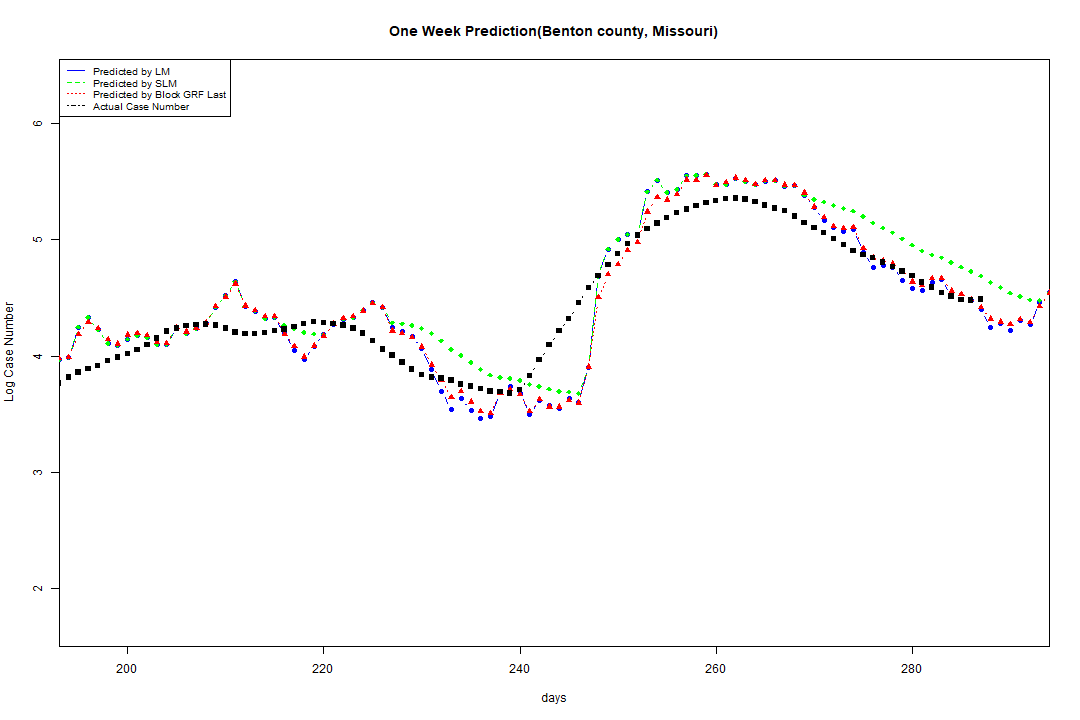 One Week Prediction(Benton county, Missouri)
Predicted by LM
Predicted by SLM
Predicted by Block GRF Last
Actual Case Number
6
5
4
3
2
Log Case Number
200 220 240 260 280
days